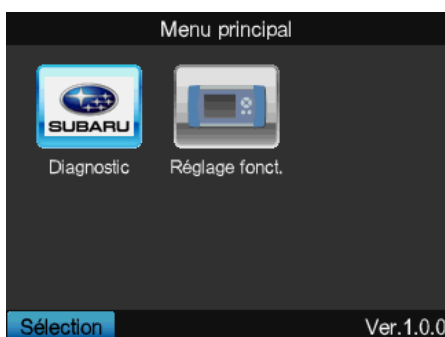 Menu principal
SUBARU
Diagnostic
Réglage fonct.
Sélection
Ver.1.0.0